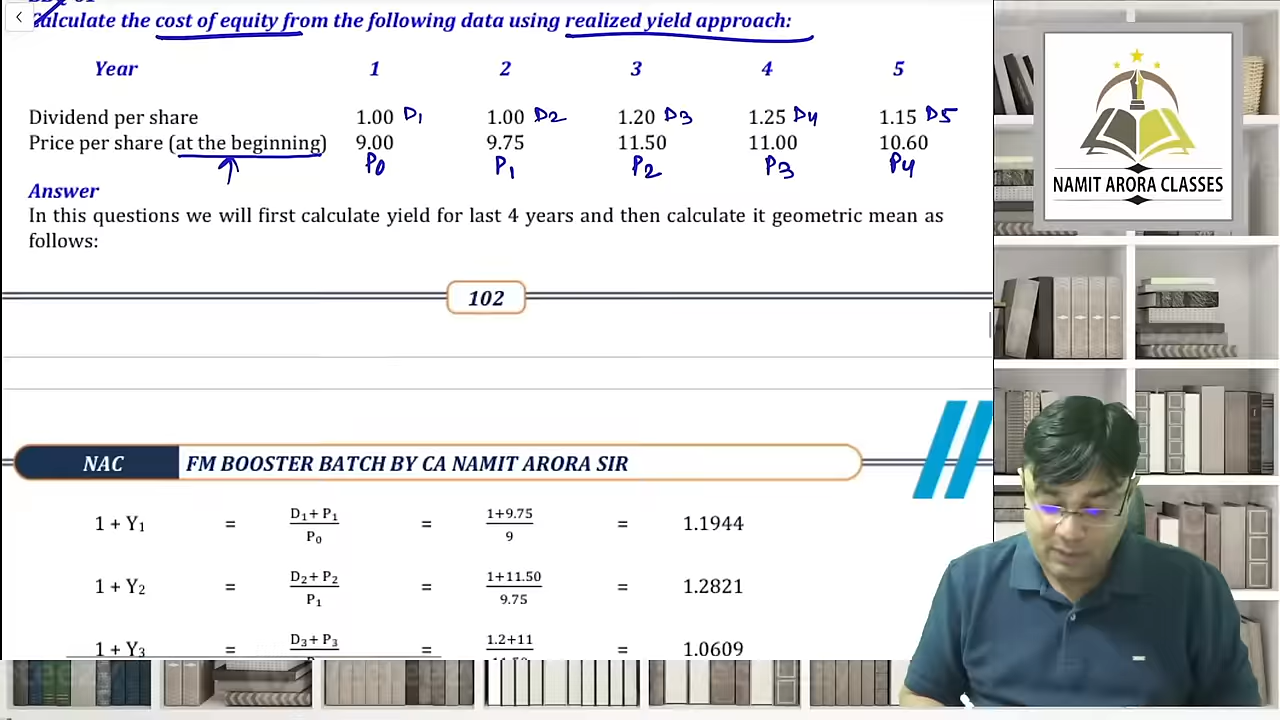 Calculate the cost of equity from the following data using realized yield approach:
Year 1 2 3 4 5
Dividend per share 1.00 D1 1.00 D2 1.20 D3 1.25 D4 1.15 D5
Price per share (at the beginning) 9.00 9.75 11.50 11.00 10.60
P0 P1 P2 P3 P4
Answer
In this questions we will first calculate yield for last 4 years and then calculate it geometric mean as
follows:
102
NAC FM BOOSTER BATCH BY CA NAMIT ARORA SIR
1 + Y1 = D1+ P1 / P0 = 1+9.75 / 9 = 1.1944
1 + Y2 = D2+ P2 / P1 = 1+11.50 / 9.75 = 1.2821
1 + Y3 = D3+ P3 = 1.2+11 = 1.0609
NAMIT ARORA CLASSES